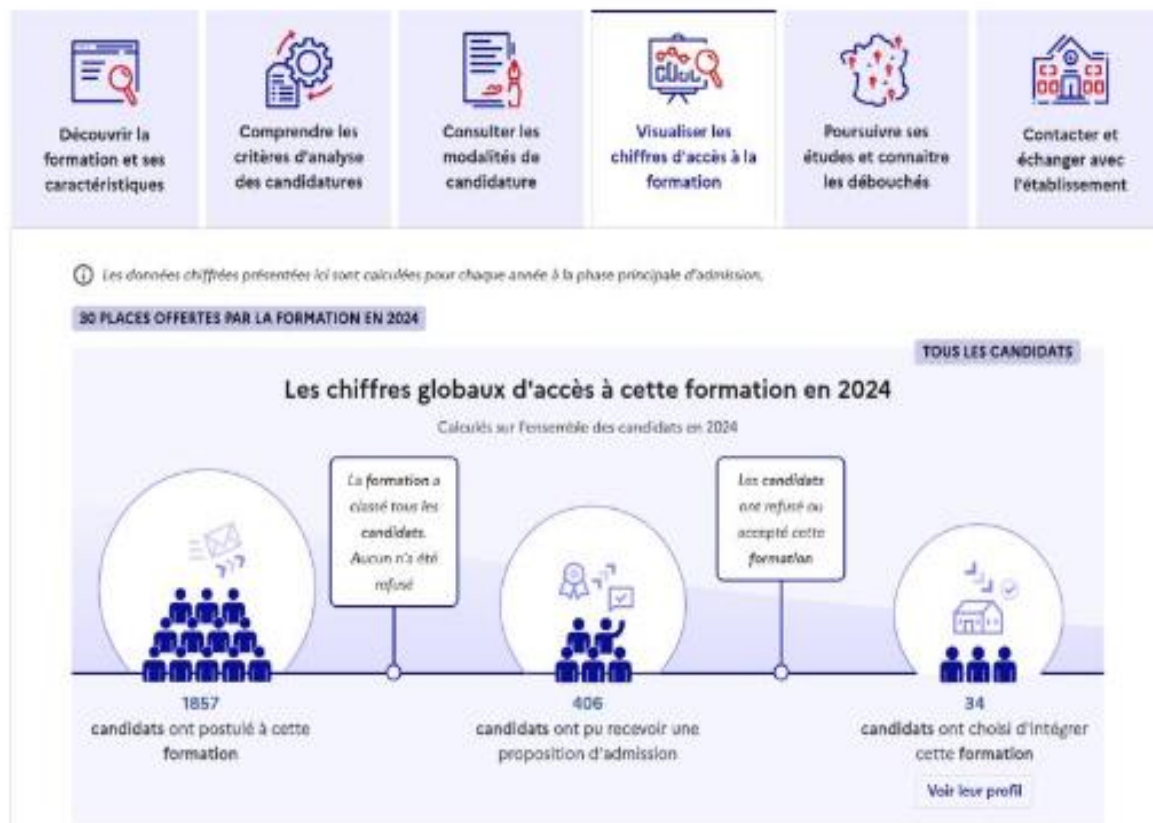 Découvrir la
formation et ses
caractéristiques
Comprendre les
critères d'analyse
des candidatures
Consulter les
modalités de
candidature
Visualiser les
chiffres d'accès à la
formation
Poursuivre ses
études et connaitre
les débouchés
Contacter et
échanger avec
l'établissement
Les données chiffrées présentées ici sont calculées pour chaque année à la phase principale d'admission.
30 PLACES OFFERTES PAR LA FORMATION EN 2024
TOUS LES CANDIDATS
Les chiffres globaux d'accès à cette formation en 2024
Calculés sur l'ensemble des candidats en 2024
La formation a
classé tous les
candidats.
Aucun n'a été
refusé
Les candidats
ont refusé ou
accepté cette
formation
1857
candidats ont postulé à cette
formation
406
candidats ont pu recevoir une
proposition d'admission
34
candidats ont choisi d'intégrer
cette formation
Voir leur profil